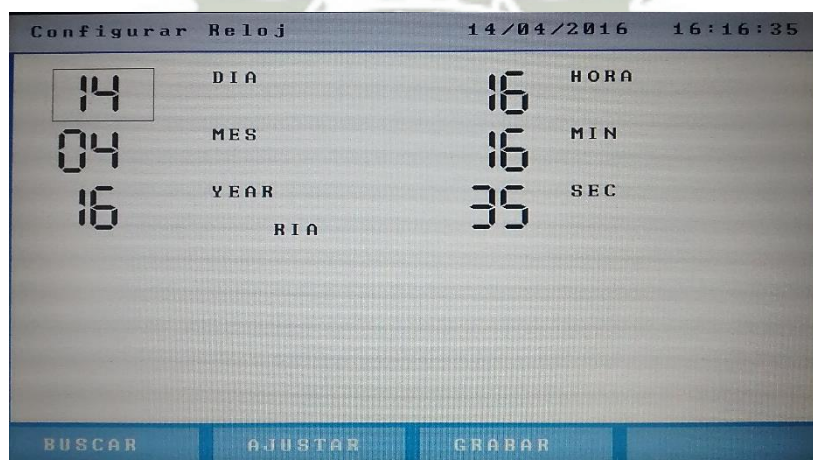 Configurar Reloj 14/04/2016 16:16:35
14 DIA 16 HORA
04 MES 16 MIN
16 YEAR 35 SEC
RIA
BUSCAR AJUSTAR GRABAR